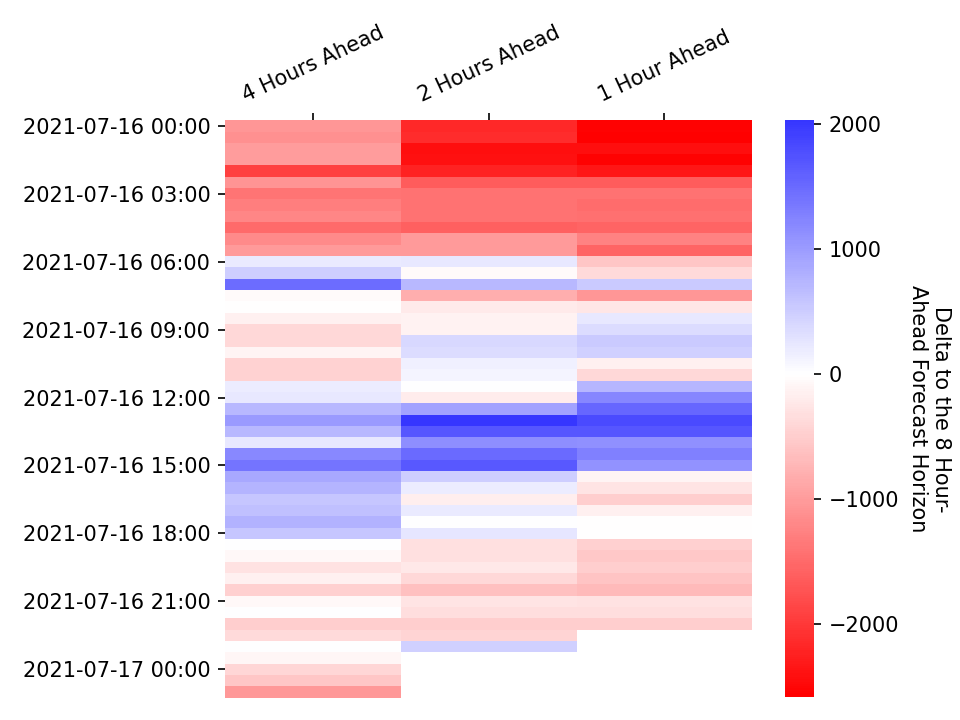 4 Hours Ahead
2 Hours Ahead
1 Hour Ahead
2021-07-16 00:00
2021-07-16 03:00
2021-07-16 06:00
2021-07-16 09:00
2021-07-16 12:00
2021-07-16 15:00
2021-07-16 18:00
2021-07-16 21:00
2021-07-17 00:00
2000
1000
0
−1000
−2000
Delta to the 8 Hour-
Ahead Forecast Horizon